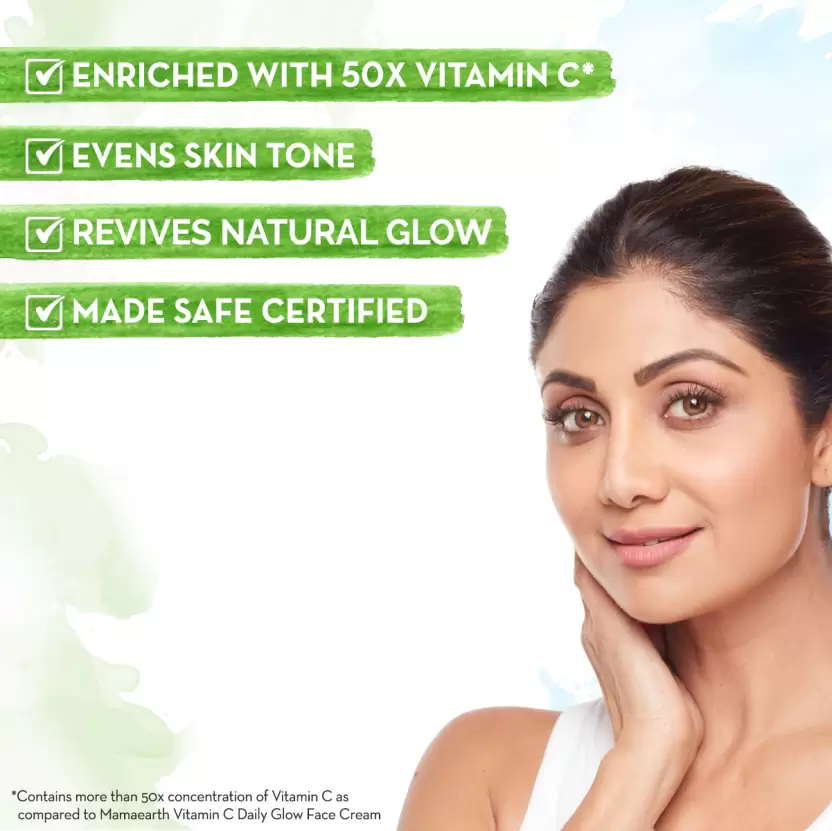 ENRICHED WITH 50X VITAMIN C*
EVENS SKIN TONE
REVIVES NATURAL GLOW
MADE SAFE CERTIFIED
*Contains more than 50x concentration of Vitamin C as
compared to Mamaearth Vitamin C Daily Glow Face Cream